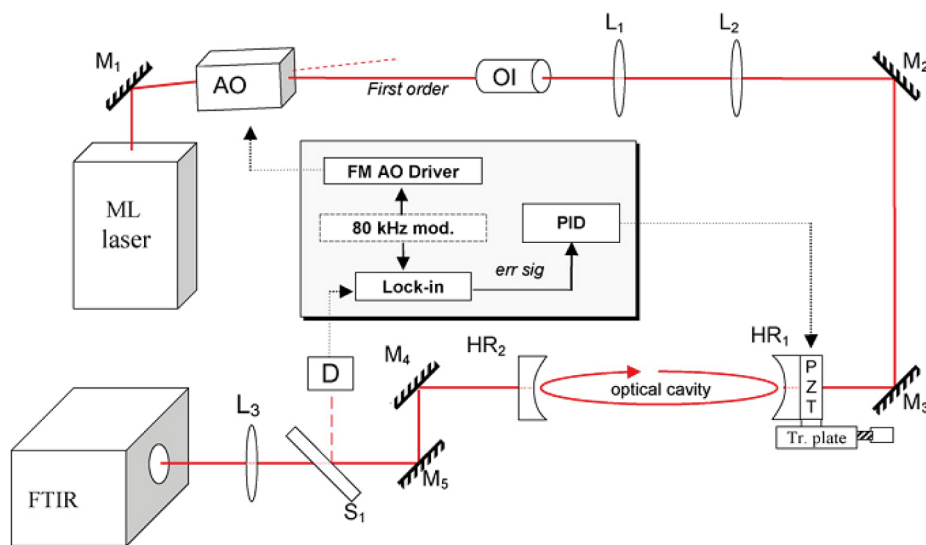 L₁
L₂
M₁
M₂
AO
First order
OI
ML
laser
FM AO Driver
80 kHz mod.
PID
Lock-in
err sig
D
M₄
HR₂
HR₁
optical cavity
P
Z
T
M₃
Tr. plate
L₃
M₅
S₁
FTIR